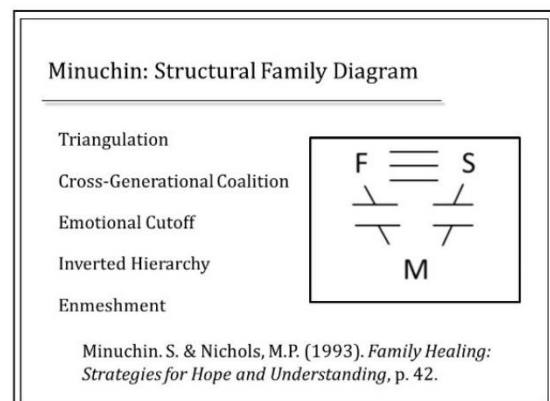 Minuchin: Structural Family Diagram
Triangulation
Cross-Generational Coalition
Emotional Cutoff
Inverted Hierarchy
Enmeshment
F S
M
Minuchin. S. & Nichols, M.P. (1993). Family Healing:
Strategies for Hope and Understanding, p. 42.